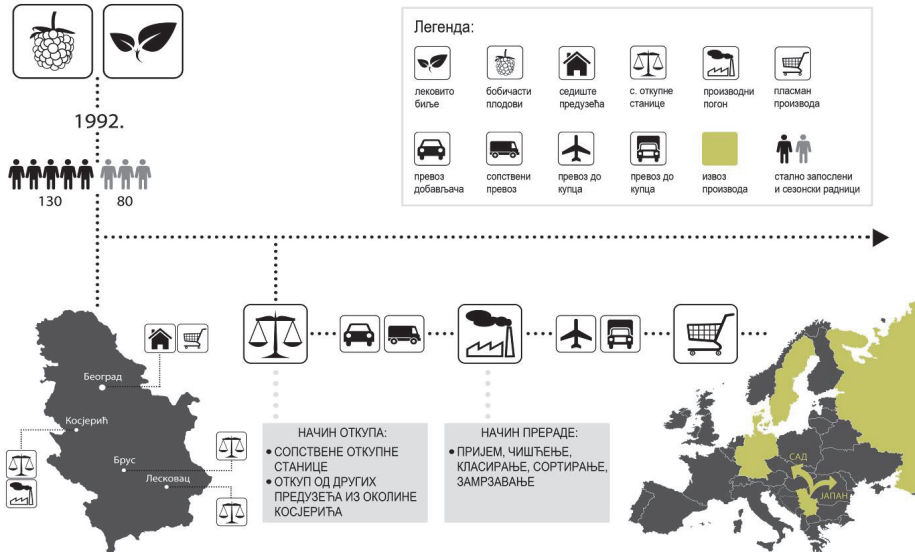 Легенда:
лековито
биље
бобичасти
плодови
седиште
предузећа
с. откупне
станице
производни
погон
пласман
производа
превоз
добављача
сопствени
превоз
превоз до
купца
превоз до
купца
извоз
производа
стално запослени
и сезонски радници
1992.
130
80
Београд
Косјерић
Брус
Лесковац
НАЧИН ОТКУПА:
• СОПСТВЕНЕ ОТКУПНЕ
СТАНИЦЕ
• ОТКУП ОД ДРУГИХ
ПРЕДУЗЕЋА ИЗ ОКОЛИНЕ
КОСЈЕРИЋА
НАЧИН ПРЕРАДЕ:
• ПРИЈЕМ, ЧИШЋЕЊЕ,
КЛАСИРАЊЕ, СОРТИРАЊЕ,
ЗАМРЗАВАЊЕ
САД
ЈАПАН